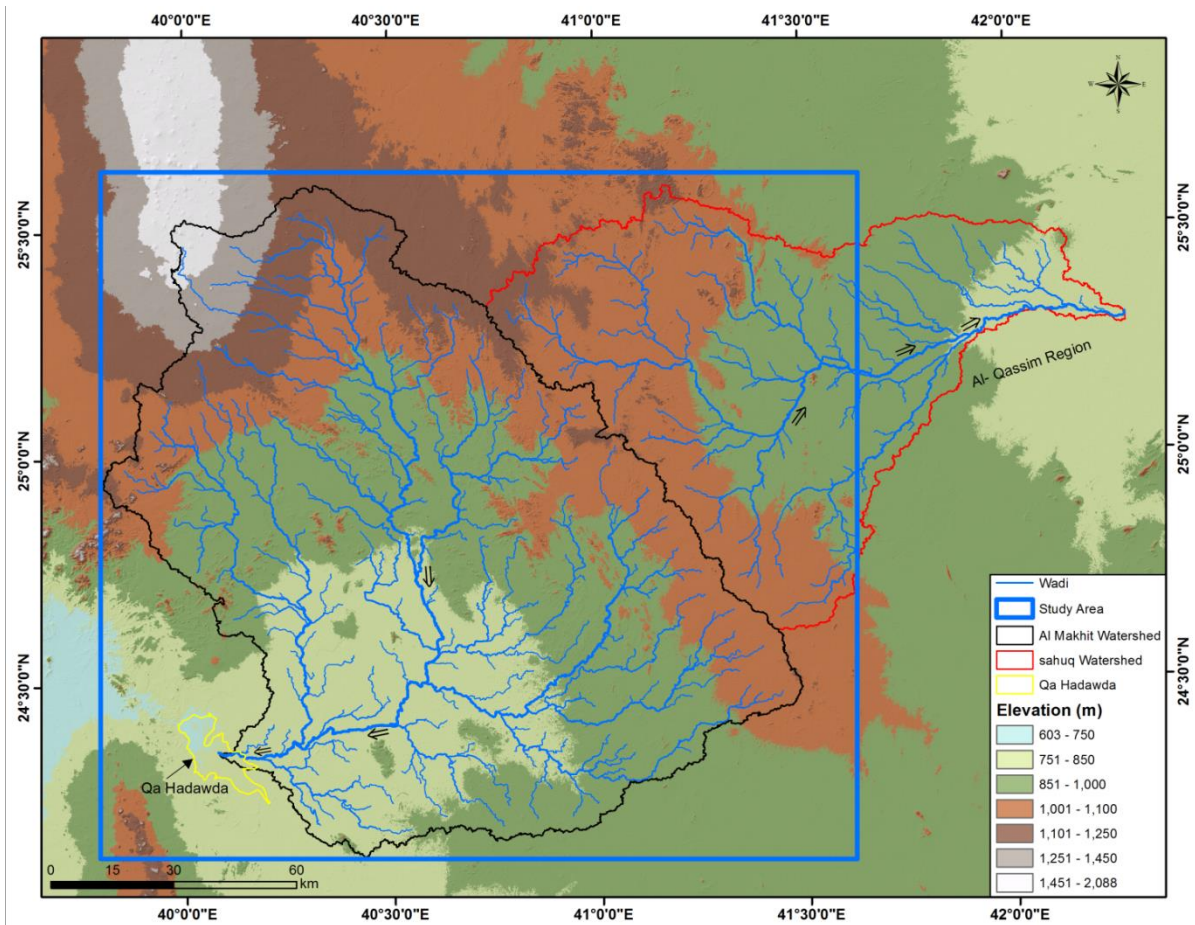 40°0'0"E 40°30'0"E 41°0'0"E 41°30'0"E 42°0'0"E
N
W E
S
25°30'0"N 25°30'0"N
Al- Qassim Region
25°0'0"N 25°0'0"N
24°30'0"N 24°30'0"N
Qa Hadawda
Wadi
Study Area
Al Makhit Watershed
sahuq Watershed
Qa Hadawda
Elevation (m)
603 - 750
751 - 850
851 - 1,000
1,001 - 1,100
1,101 - 1,250
1,251 - 1,450
1,451 - 2,088
0 15 30 60
km
40°0'0"E 40°30'0"E 41°0'0"E 41°30'0"E 42°0'0"E